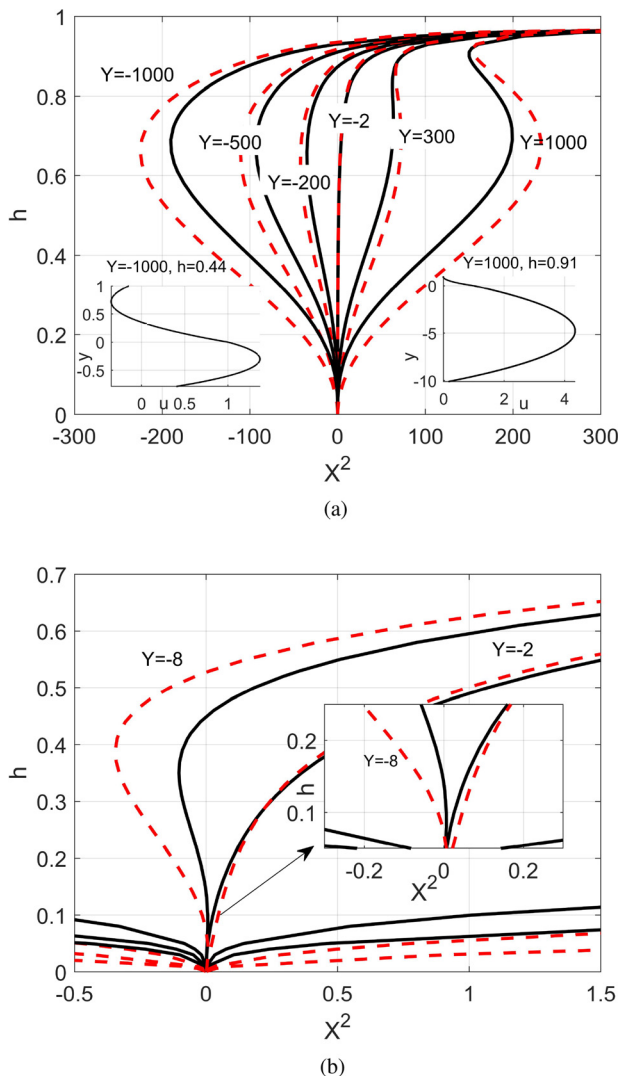 1
0.8
0.6
0.4
0.2
0
h
Y=-1000
Y=-500
Y=-200
Y=-2
Y=300
Y=1000
Y=-1000, h=0.44
1
0.5
0
-0.5
y
0 u 0.5 1
Y=1000, h=0.91
0
-5
-10
y
0 2 u 4
-300 -200 -100 0 100 200 300
X²
(a)
0.7
0.6
0.5
0.4
0.3
0.2
0.1
0
h
Y=-8
Y=-2
0.2
0.1
h
Y=-8
-0.2 0 0.2
X²
-0.5 0 0.5 1 1.5
X²
(b)